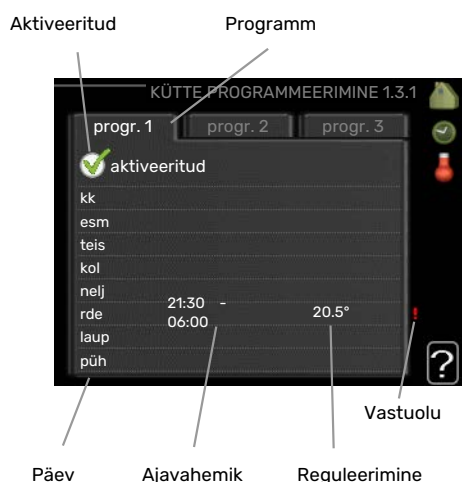 Aktiveeritud Programm
KÜTTE PROGRAMMEERIMINE 1.3.1
progr. 1 progr. 2 progr. 3
aktiveeritud
kk
esm
teis
kol
nelj
rde 21:30 - 06:00 20.5° !
laup
püh
?
Vastuolu
Päev Ajavahemik Reguleerimine